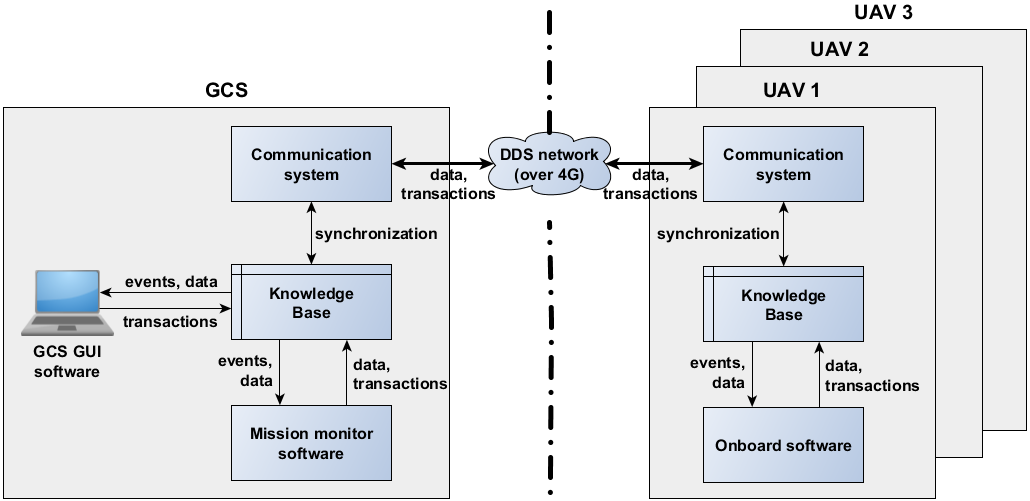 UAV 3
UAV 2
GCS
UAV 1
Communication
system
DDS network
(over 4G)
Communication
system
data,
transactions
data,
transactions
synchronization
synchronization
events, data
transactions
Knowledge
Base
Knowledge
Base
GCS GUI
software
events,
data
data,
transactions
events,
data
data,
transactions
Mission monitor
software
Onboard software